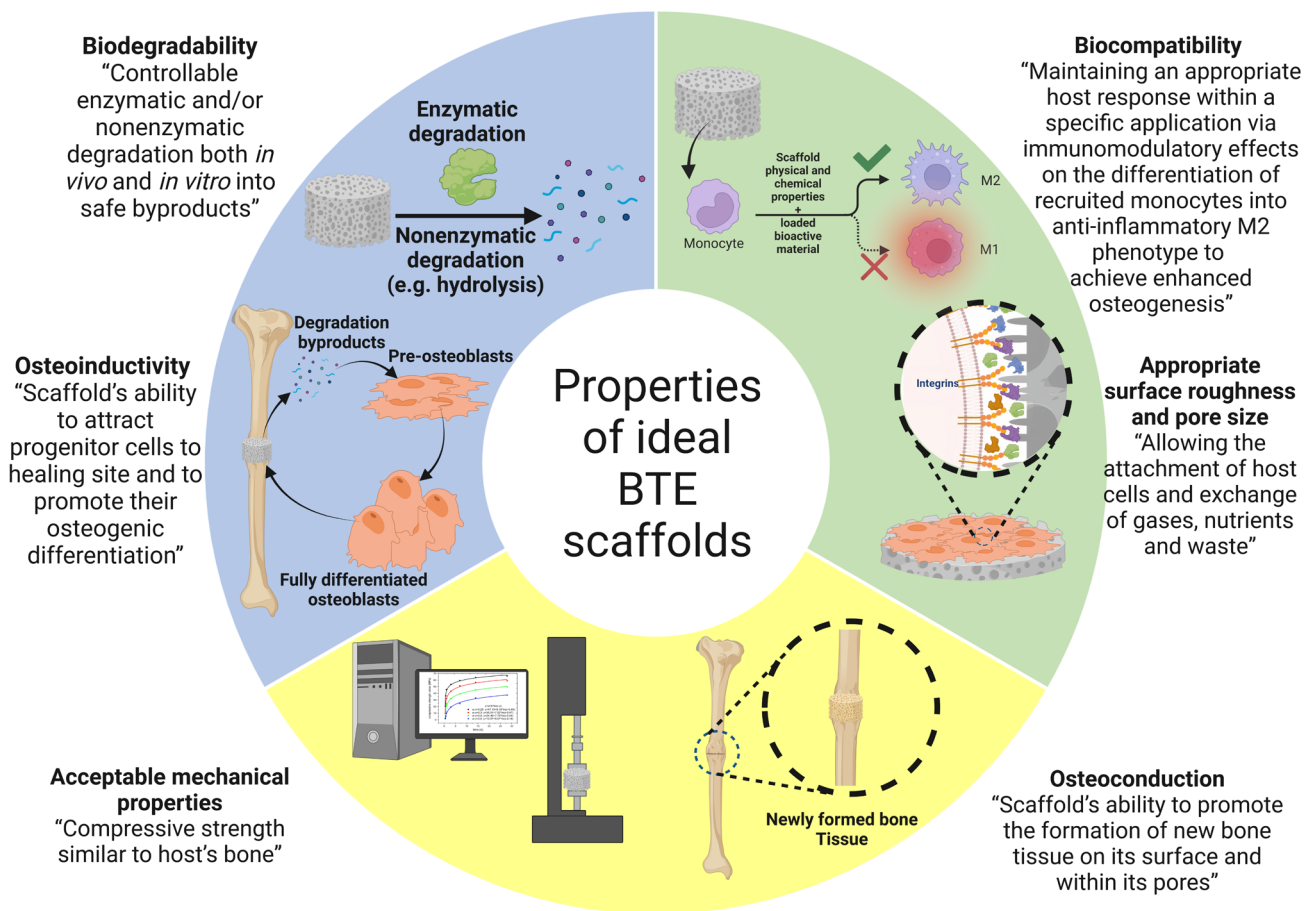 Biodegradability
“Controllable
enzymatic and/or
nonenzymatic
degradation both in
vivo and in vitro into
safe byproducts”
Enzymatic
degradation
Nonenzymatic
degradation
(e.g. hydrolysis)
Biocompatibility
“Maintaining an appropriate
host response within a
specific application via
immunomodulatory effects
on the differentiation of
recruited monocytes into
anti-inflammatory M2
phenotype to
achieve enhanced
osteogenesis”
Monocyte
Scaffold
physical and
chemical
properties
+
loaded
bioactive
material
M2
M1
Osteoinductivity
“Scaffold’s ability
to attract
progenitor cells to
healing site and to
promote their
osteogenic
differentiation”
Degradation
byproducts
Pre-osteoblasts
Fully differentiated
osteoblasts
Properties
of ideal
BTE
scaffolds
Integrins
Appropriate
surface roughness
and pore size
“Allowing the
attachment of host
cells and exchange
of gases, nutrients
and waste”
Acceptable mechanical
properties
“Compressive strength
similar to host’s bone”
Newly formed bone
Tissue
Osteoconduction
“Scaffold’s ability to promote
the formation of new bone
tissue on its surface and
within its pores”